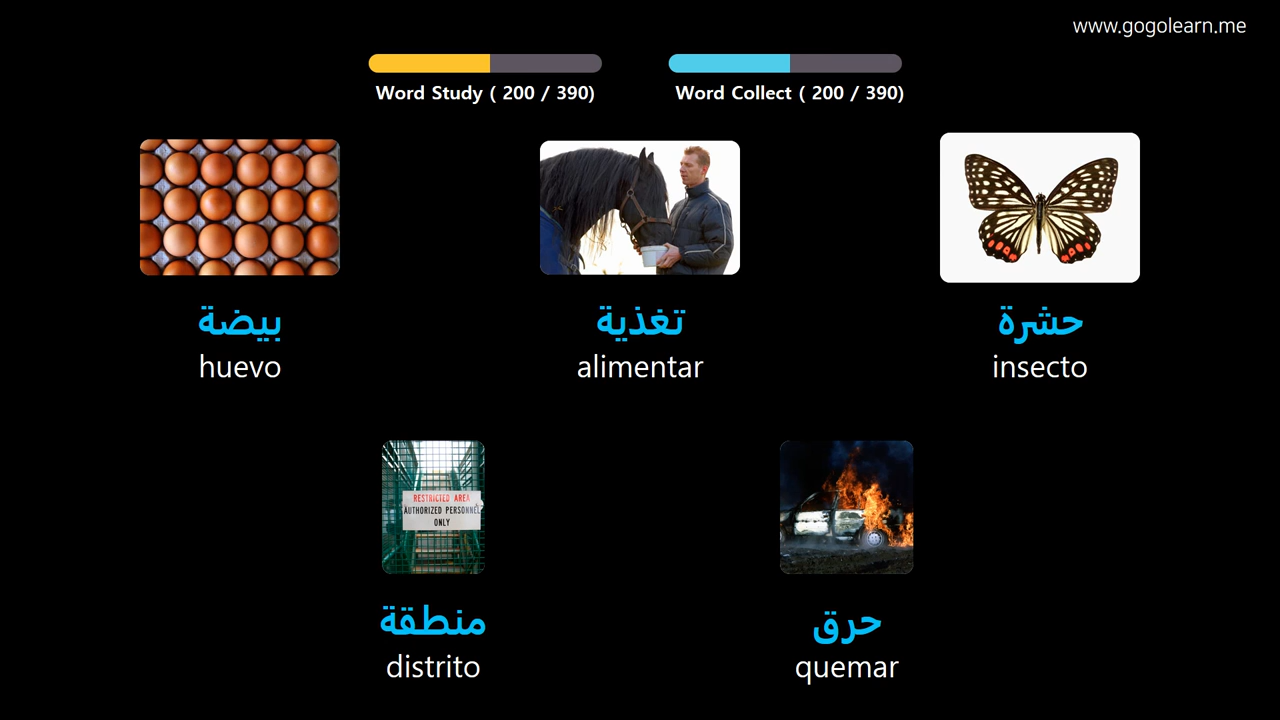 www.gogolearn.me
Word Study ( 200 / 390)
Word Collect ( 200 / 390)
بيضة
huevo
تغذية
alimentar
حشرة
insecto
RESTRICTED AREA
AUTHORIZED PERSONNEL
ONLY
منطقة
distrito
حرق
quemar